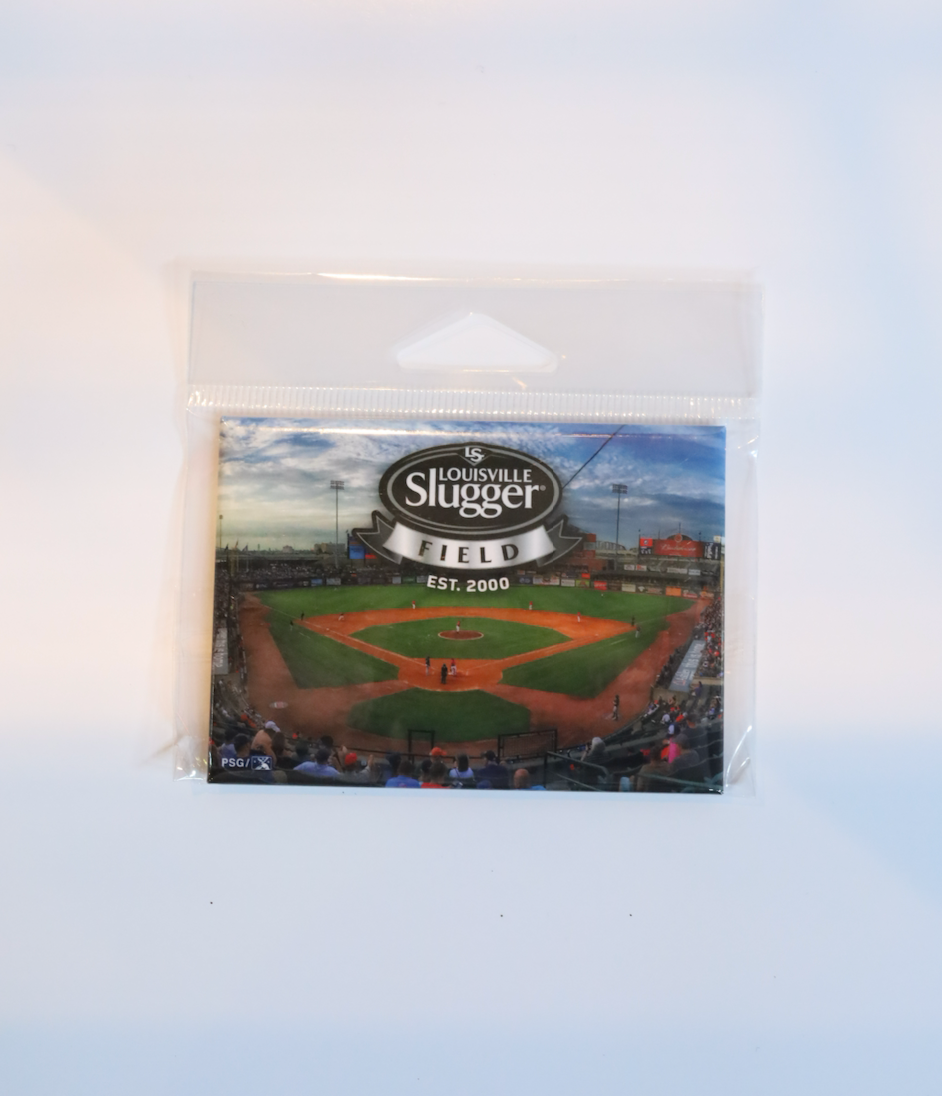 LS
LOUISVILLE
Slugger®
FIELD
EST. 2000
PSG/